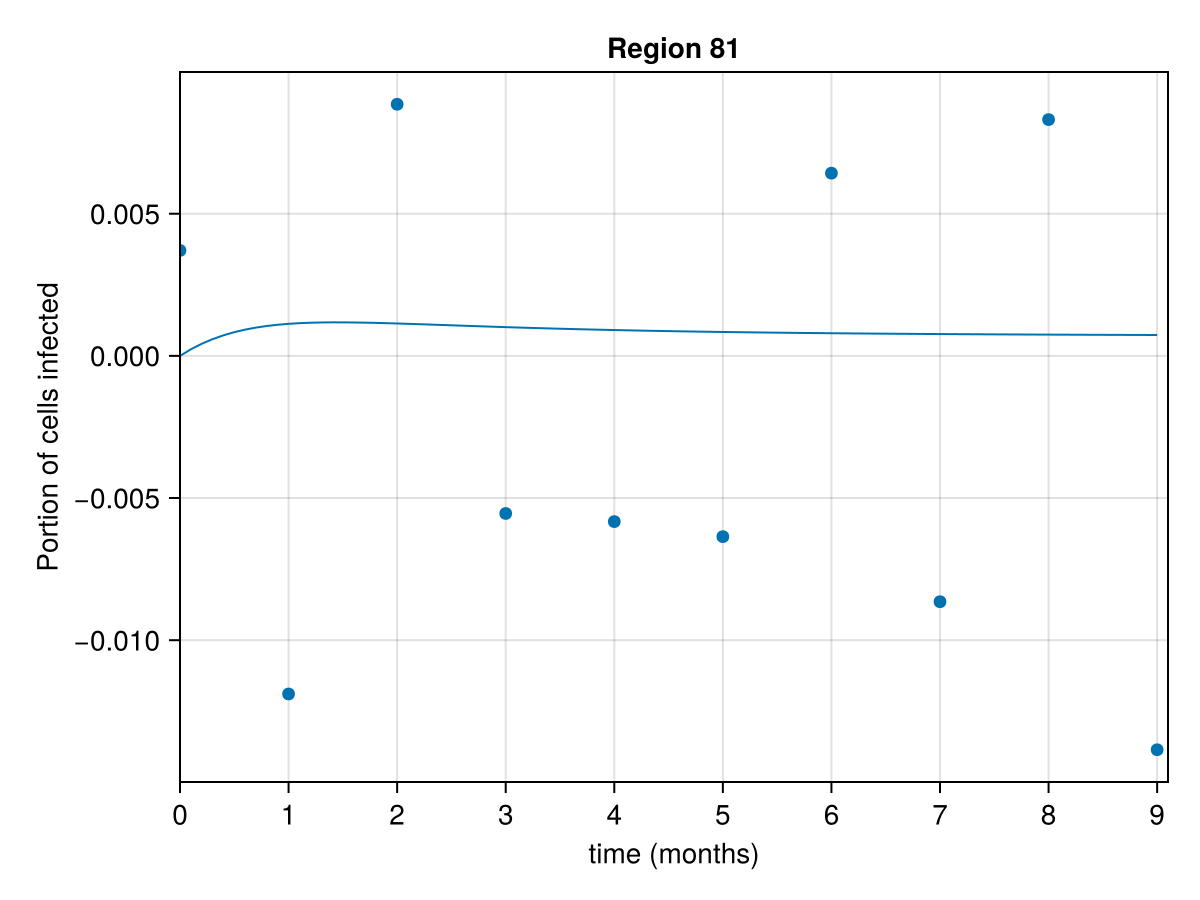 Region 81
Portion of cells infected
0.005
0.000
−0.005
−0.010
0 1 2 3 4 5 6 7 8 9
time (months)